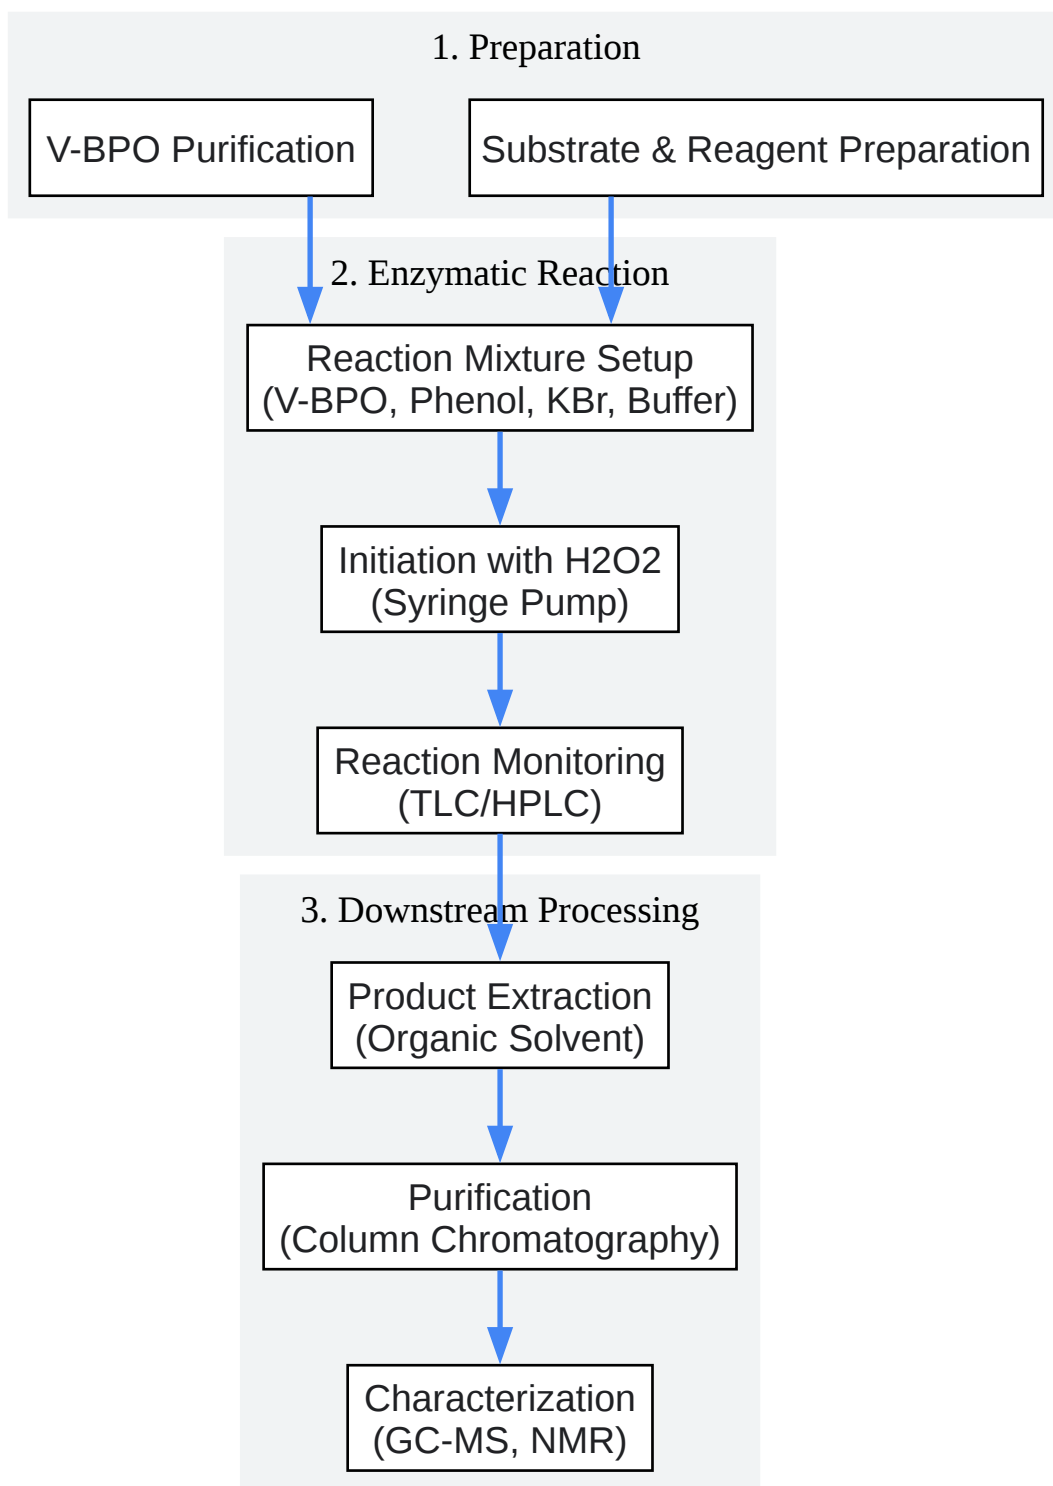 1. Preparation
V-BPO Purification
Substrate & Reagent Preparation
2. Enzymatic Reaction
Reaction Mixture Setup
(V-BPO, Phenol, KBr, Buffer)
Initiation with H2O2
(Syringe Pump)
Reaction Monitoring
(TLC/HPLC)
3. Downstream Processing
Product Extraction
(Organic Solvent)
Purification
(Column Chromatography)
Characterization
(GC-MS, NMR)